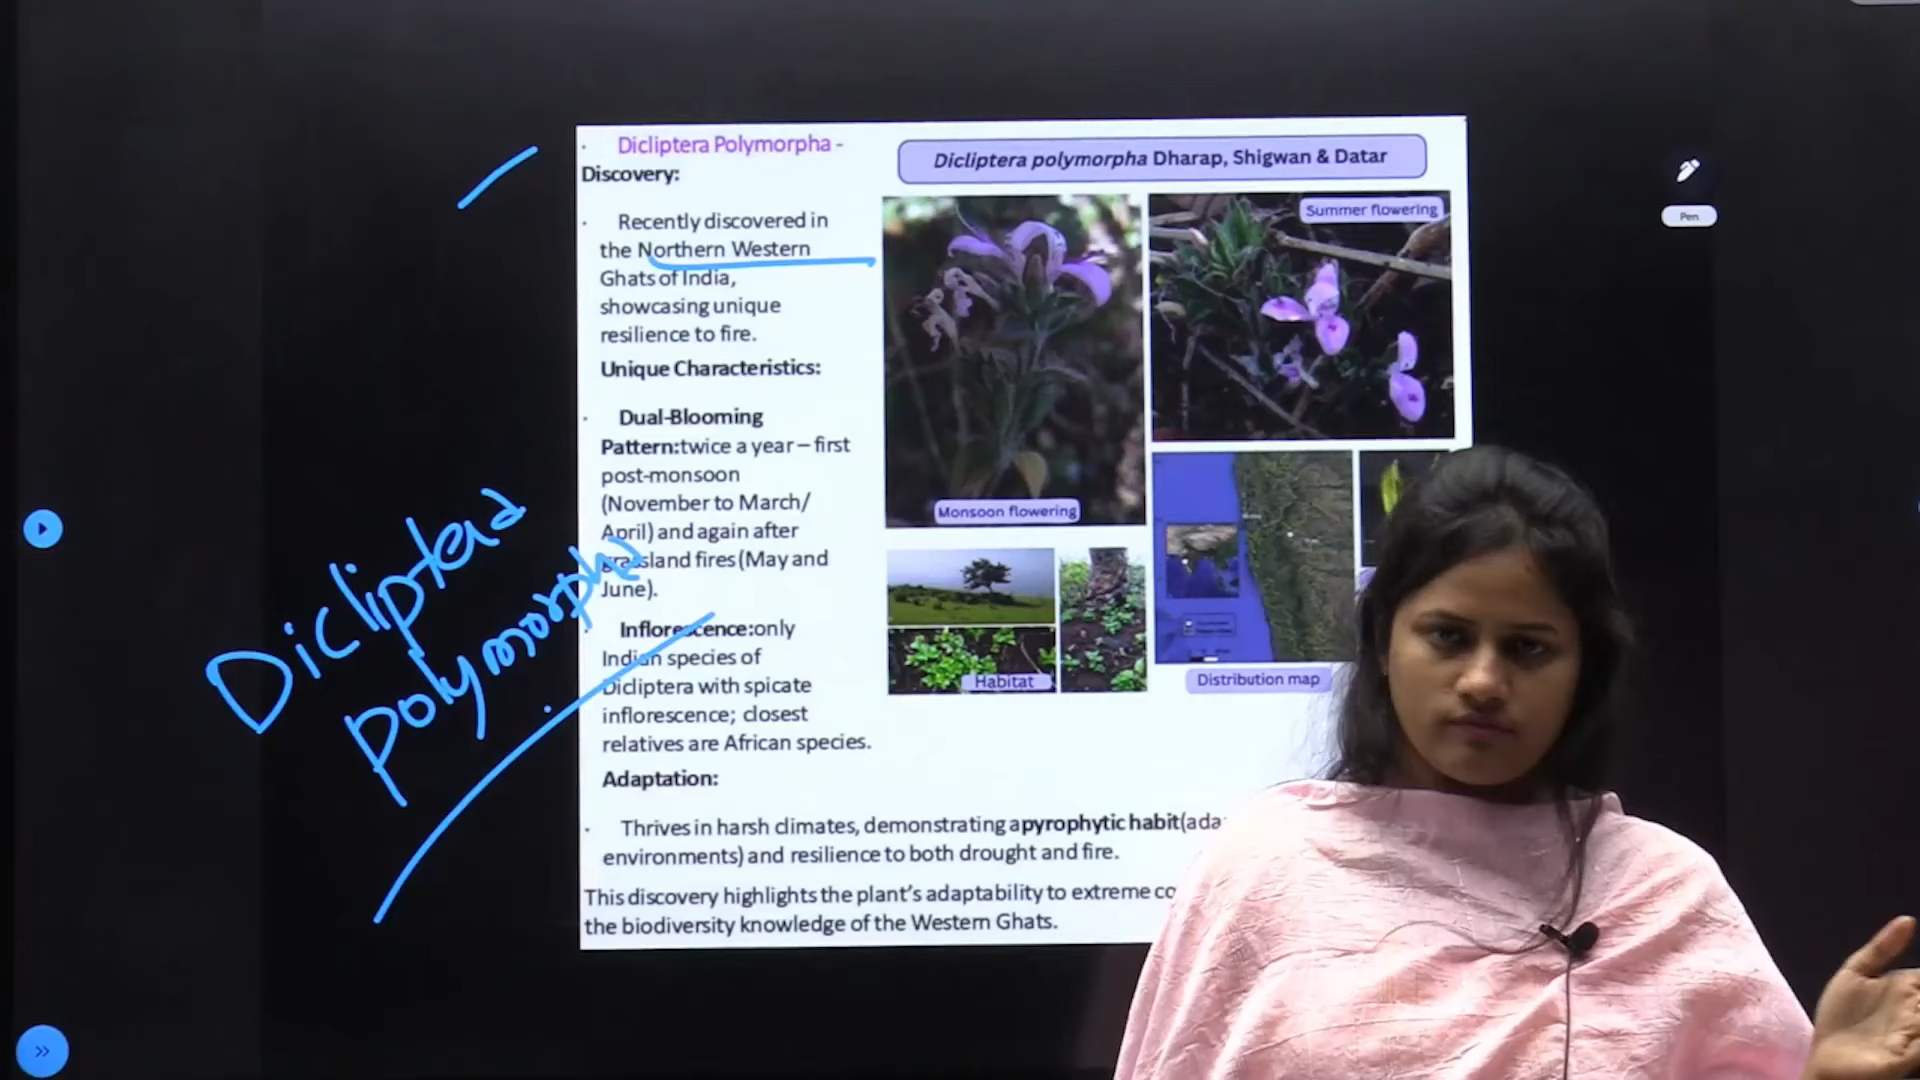 Dicliptera Polymorpha -
Discovery:
Recently discovered in
the Northern Western
Ghats of India,
showcasing unique
resilience to fire.
Unique Characteristics:
Dual-Blooming
Pattern:twice a year – first
post-monsoon
(November to March/
April) and again after
grassland fires (May and
June).
Inflorescence:only
Indian species of
Dicliptera with spicate
inflorescence; closest
relatives are African species.
Adaptation:
Thrives in harsh climates, demonstrating a pyrophytic habit(ada
environments) and resilience to both drought and fire.
This discovery highlights the plant's adaptability to extreme co
the biodiversity knowledge of the Western Ghats.
Dicliptera polymorpha Dharap, Shigwan & Datar
Summer flowering
Monsoon flowering
Habitat
Distribution map
Pen
polymorpha